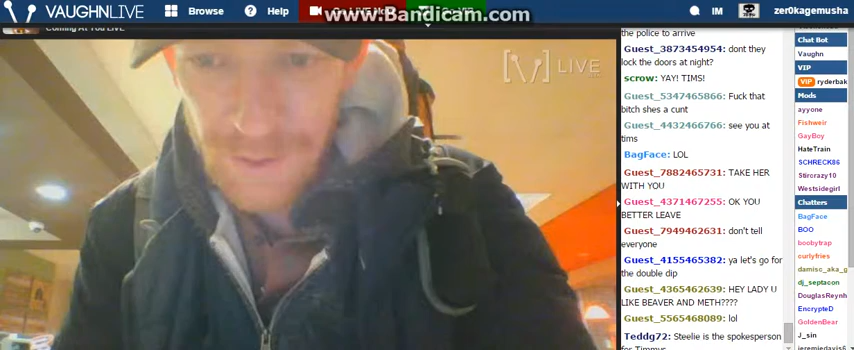 VAUGHNLIVE
Browse
Help
www.Bandicam.com
IM
zer0kagemusha
Coming At You LIVE
LIVE
the police to arrive
Guest_3873454954: dont they
lock the doors at night?
scrow: YAY! TIMS!
Guest_5347465866: Fuck that
bitch shes a cunt
Guest_4432466766: see you at
tims
BagFace: LOL
Guest_7882465731: TAKE HER
WITH YOU
Guest_4371467255: OK YOU
BETTER LEAVE
Guest_7949462631: don't tell
everyone
Guest_4155465382: ya let's go for
the double dip
Guest_4365462639: HEY LADY U
LIKE BEAVER AND METH????
Guest_5565468089: lol
Teddg72: Steelie is the spokesperson
for Timmys
Chat Bot
VIP
VIP ryderbak
Mods
ayyone
Fishweir
GayBoy
HateTrain
SCHRECK86
Stircrazy10
Westsidegirl
Chatters
BagFace
BOO
boobytrap
curlyfries
damisc_aka_g
dj_septacon
DouglasReynh
EncrypteD
GoldenBear
J_sin
jeremiedavis6